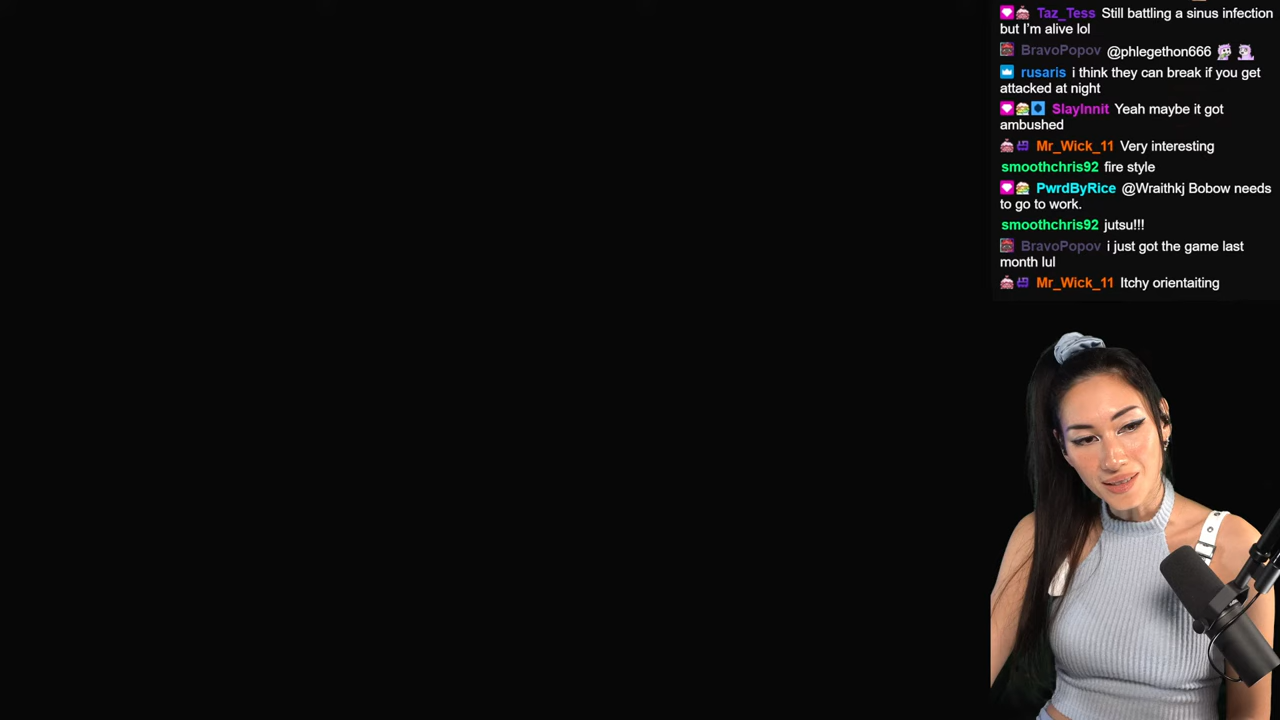 Taz_Tess Still battling a sinus infection
but I'm alive lol
BravoPopov @phlegethon666
rusaris i think they can break if you get
attacked at night
SlayInnit Yeah maybe it got
ambushed
Mr_Wick_11 Very interesting
smoothchris92 fire style
PwrdByRice @Wraithkj Bobow needs
to go to work.
smoothchris92 jutsu!!!
BravoPopov i just got the game last
month lul
Mr_Wick_11 Itchy orientaiting